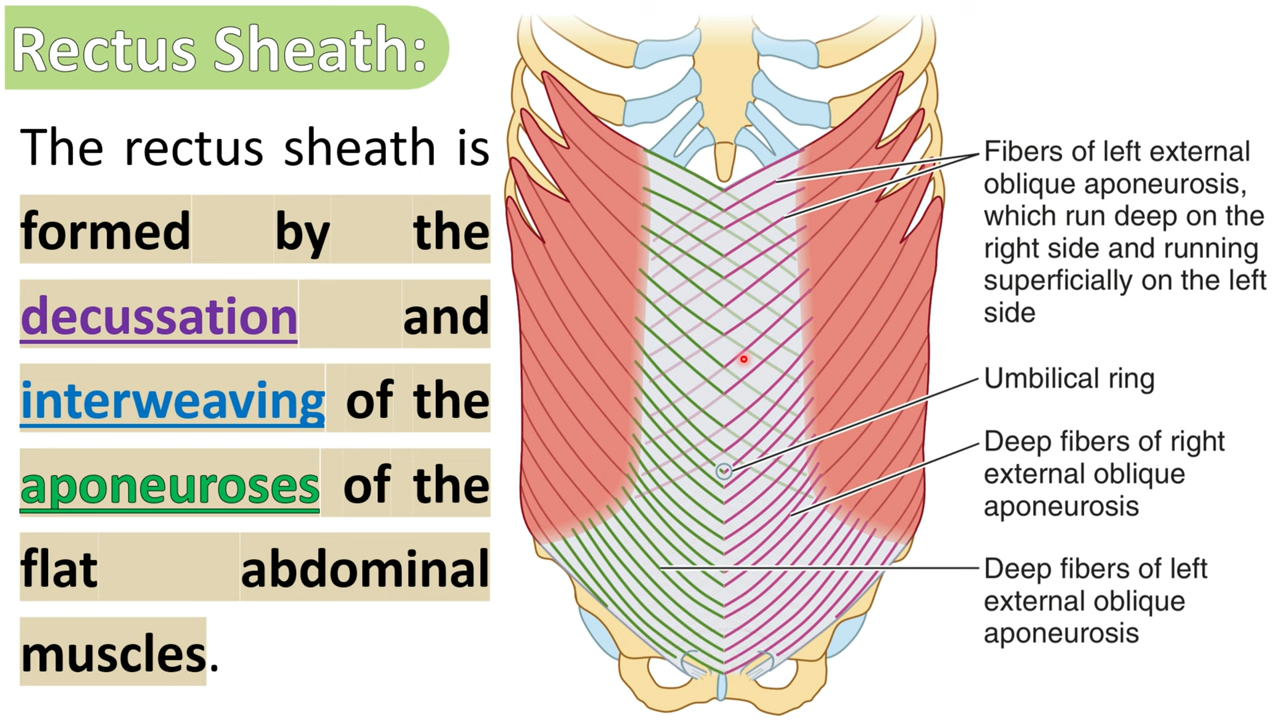 Rectus Sheath:
The rectus sheath is
formed by the
decussation and
interweaving of the
aponeuroses of the
flat abdominal
muscles.
Fibers of left external
oblique aponeurosis,
which run deep on the
right side and running
superficially on the left
side
Umbilical ring
Deep fibers of right
external oblique
aponeurosis
Deep fibers of left
external oblique
aponeurosis